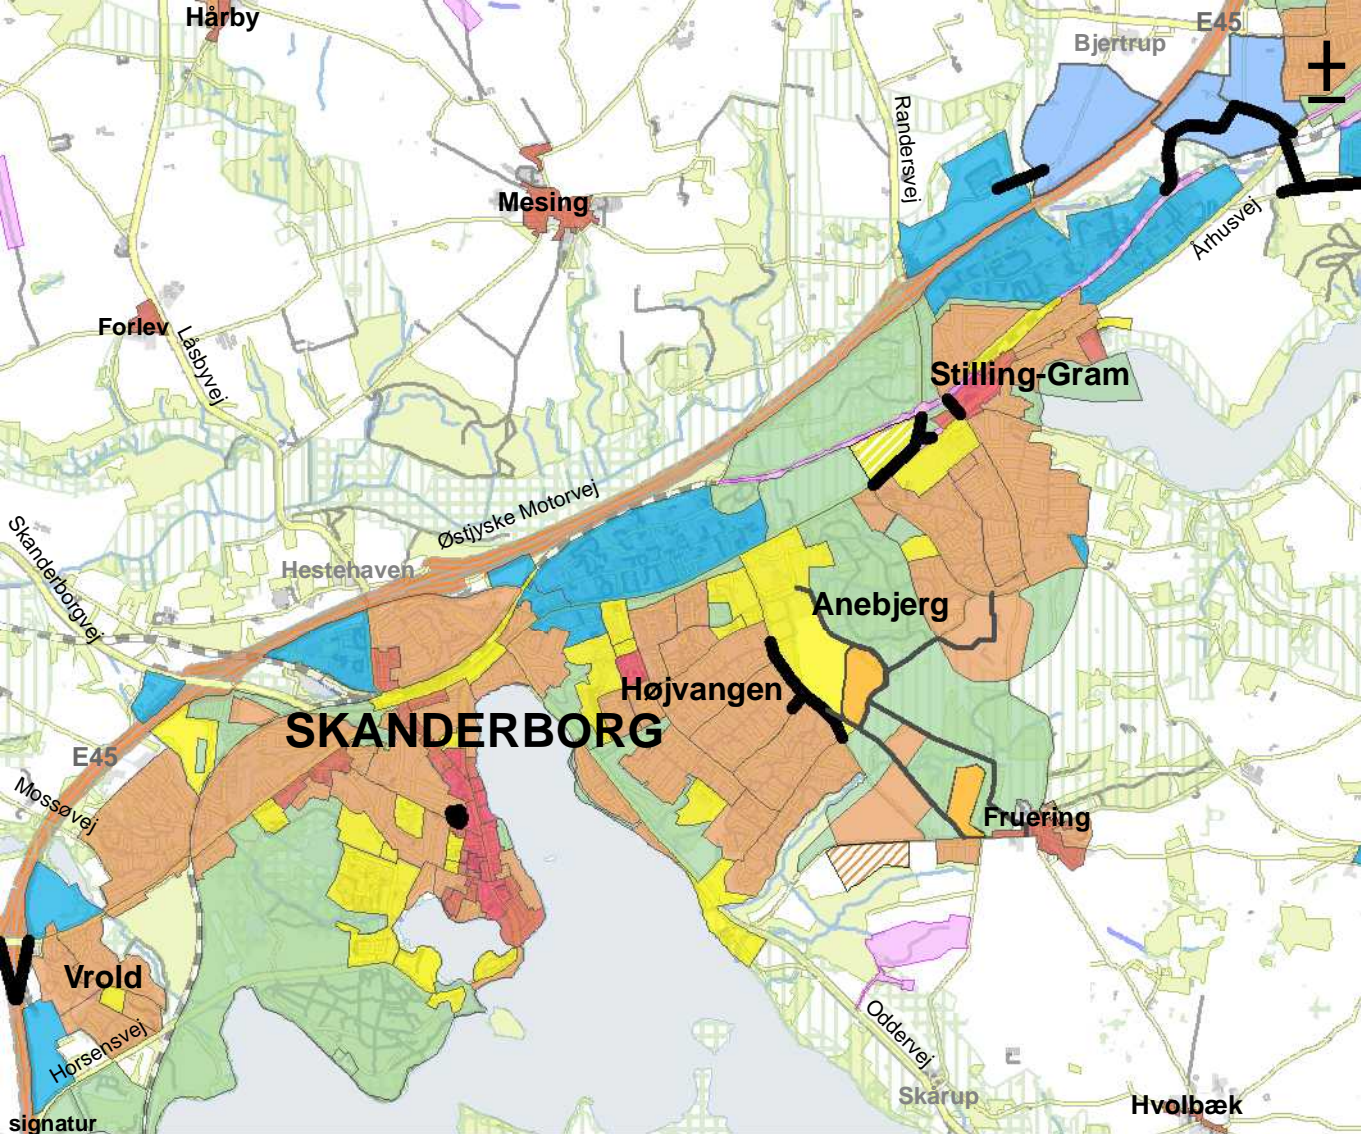 Hårby
E45
Bjertrup
Randersvej
Mesing
Århusvej
Forlev
Låsbyvej
Stilling-Gram
Østjyske Motorvej
Skanderborgvej
Hestehaven
Anebjerg
Højvangen
SKANDERBORG
E45
Mossøvej
Fruering
Vrold
Horsensvej
Oddervej
Skårup
Hvolbæk
signatur